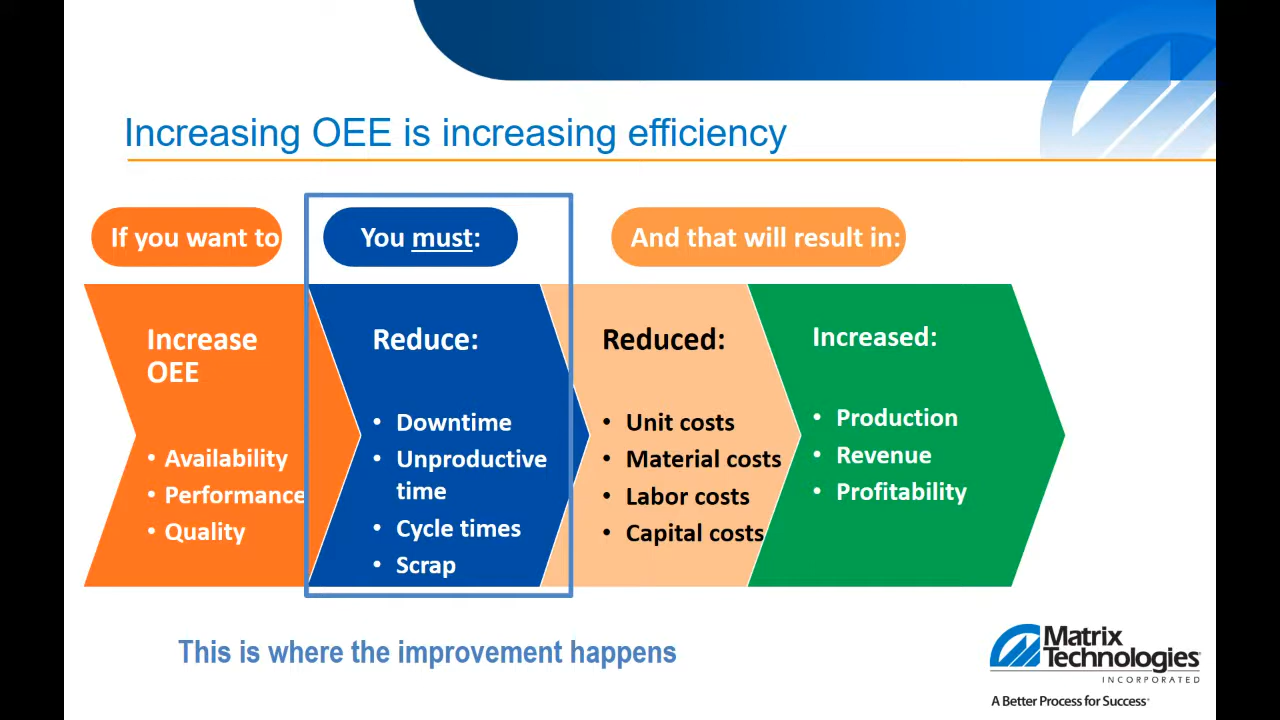 Increasing OEE is increasing efficiency
If you want to
You must:
And that will result in:
Increase
OEE
• Availability
• Performance
• Quality
Reduce:
• Downtime
• Unproductive
time
• Cycle times
• Scrap
Reduced:
• Unit costs
• Material costs
• Labor costs
• Capital costs
Increased:
• Production
• Revenue
• Profitability
This is where the improvement happens
Matrix
Technologies
INCORPORATED
A Better Process for Success